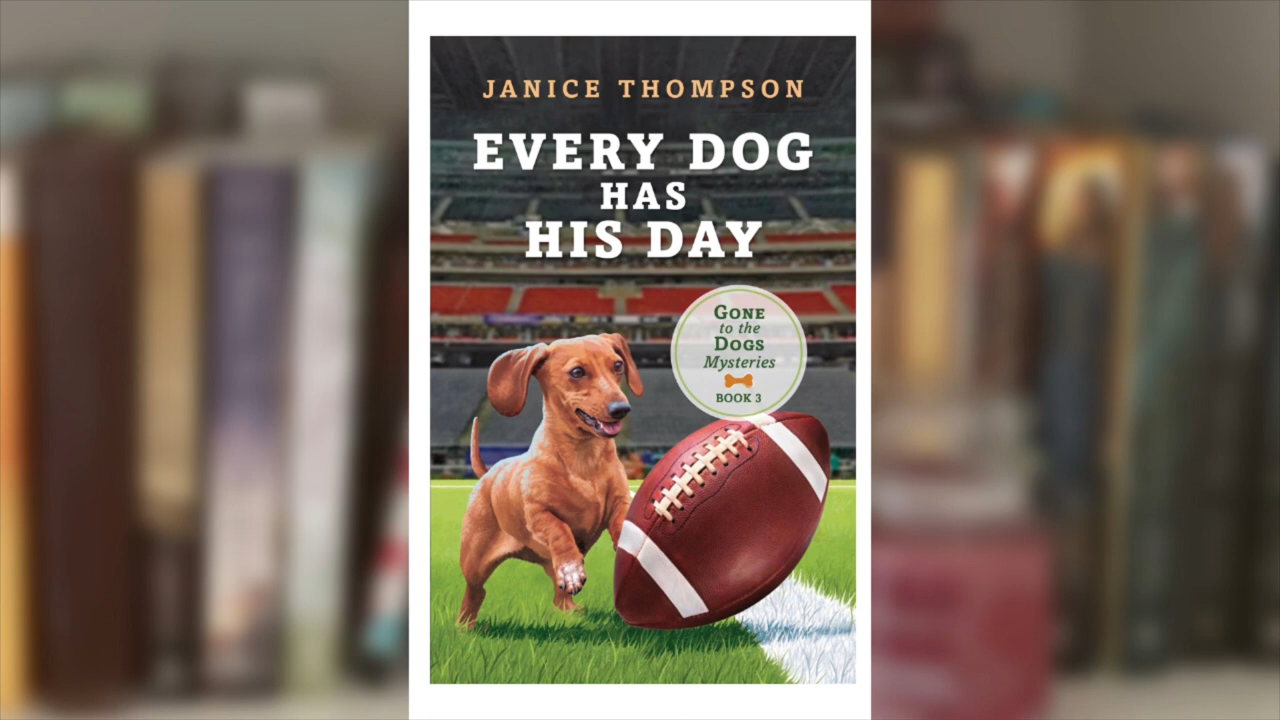 JANICE THOMPSON
EVERY DOG
HAS
HIS DAY
GONE
to the
DOGS
Mysteries
BOOK 3